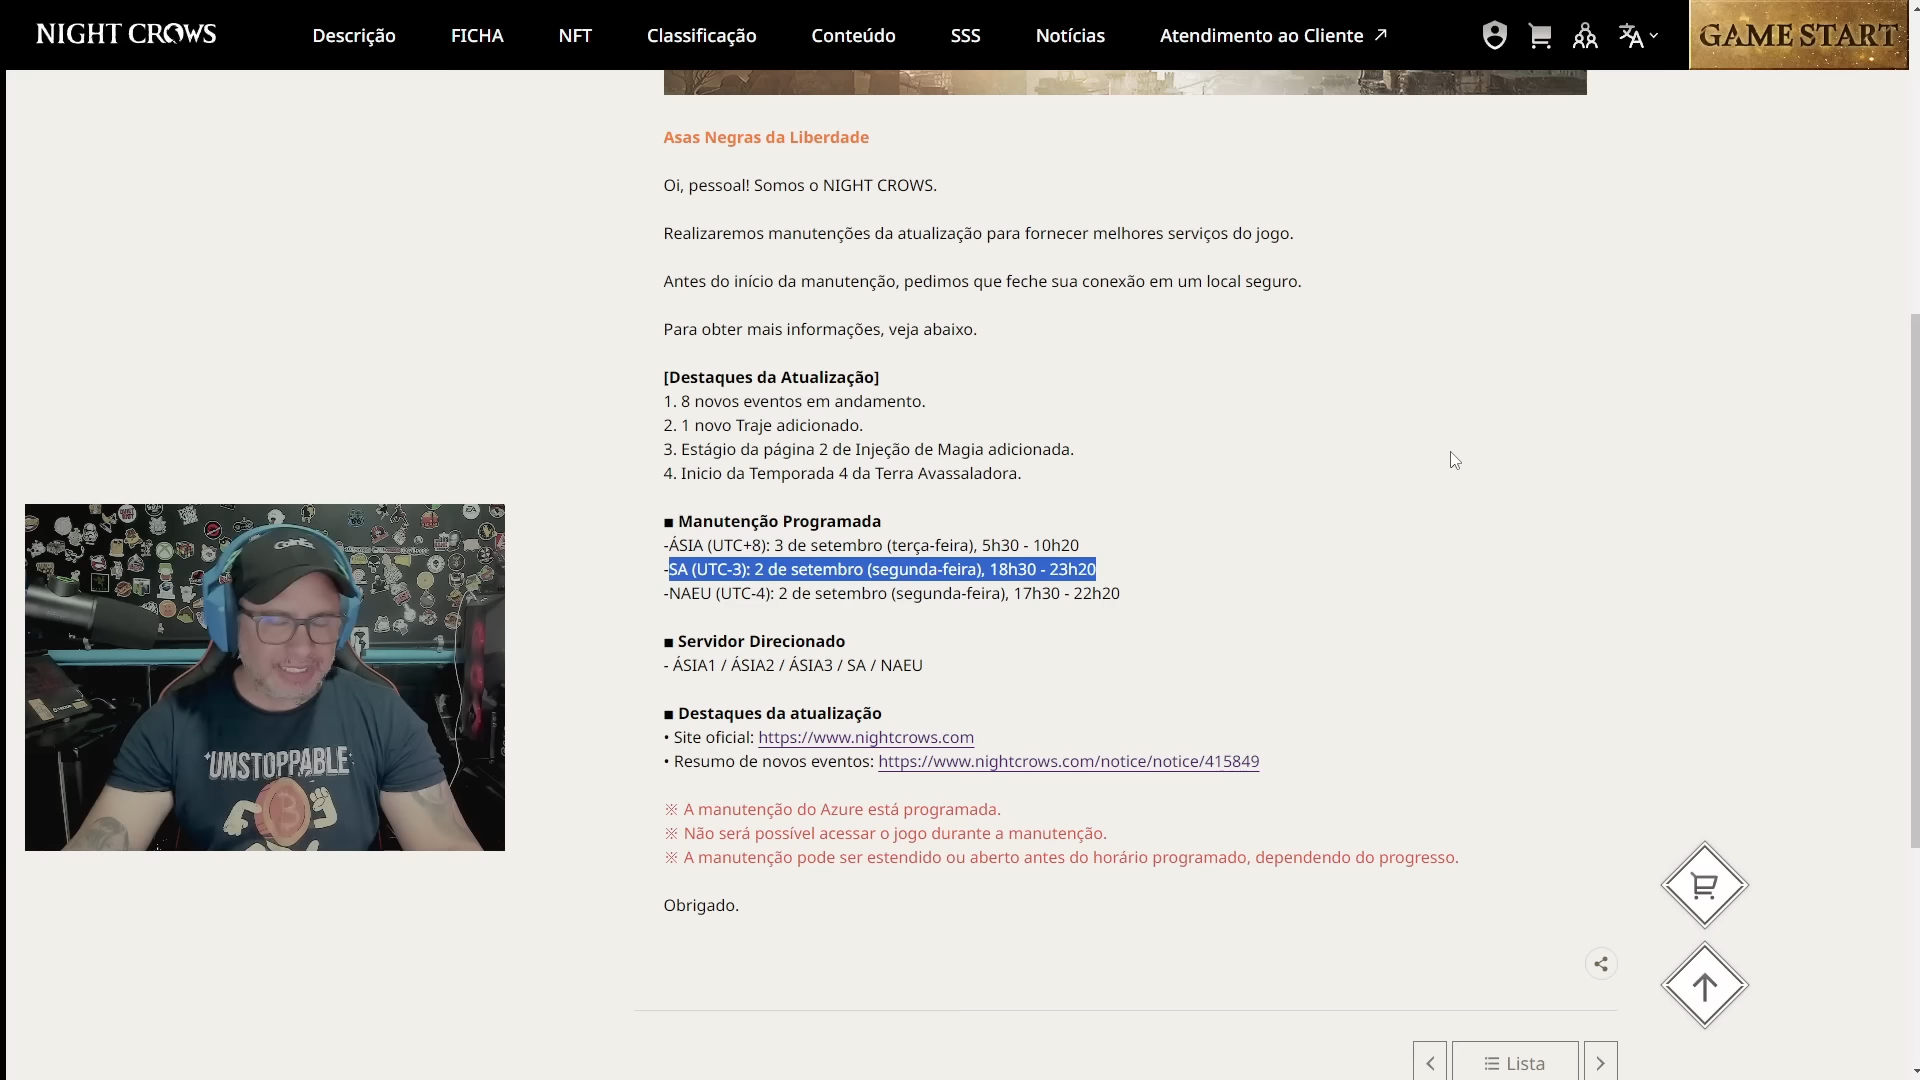 NIGHT CROWS
Descrição FICHA NFT Classificação Conteúdo SSS Notícias Atendimento ao Cliente
GAME START
Asas Negras da Liberdade
Oi, pessoal! Somos o NIGHT CROWS.
Realizaremos manutenções da atualização para fornecer melhores serviços do jogo.
Antes do início da manutenção, pedimos que feche sua conexão em um local seguro.
Para obter mais informações, veja abaixo.
[Destaques da Atualização]
1. 8 novos eventos em andamento.
2. 1 novo Traje adicionado.
3. Estágio da página 2 de Injeção de Magia adicionada.
4. Inicio da Temporada 4 da Terra Avassaladora.
■ Manutenção Programada
-ÁSIA (UTC+8): 3 de setembro (terça-feira), 5h30 - 10h20
-SA (UTC-3): 2 de setembro (segunda-feira), 18h30 - 23h20
-NAEU (UTC-4): 2 de setembro (segunda-feira), 17h30 - 22h20
■ Servidor Direcionado
- ÁSIA1 / ÁSIA2 / ÁSIA3 / SA / NAEU
■ Destaques da atualização
• Site oficial: https://www.nightcrows.com
• Resumo de novos eventos: https://www.nightcrows.com/notice/notice/415849
※ A manutenção do Azure está programada.
※ Não será possível acessar o jogo durante a manutenção.
※ A manutenção pode ser estendido ou aberto antes do horário programado, dependendo do progresso.
Obrigado.
Lista
UNSTOPPABLE